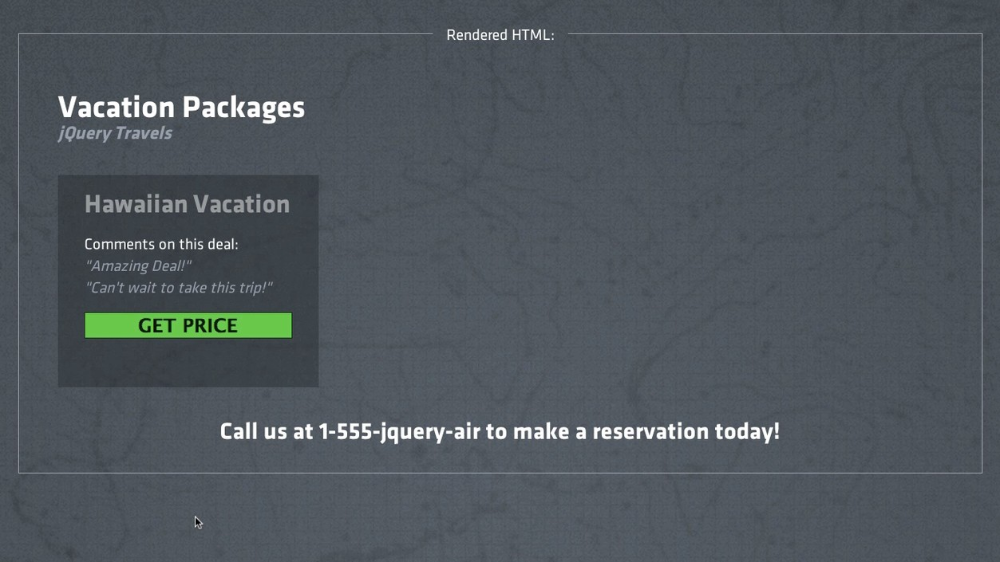 Rendered HTML:
Vacation Packages
jQuery Travels
Hawaiian Vacation
Comments on this deal:
"Amazing Deal!"
"Can't wait to take this trip!"
GET PRICE
Call us at 1-555-jquery-air to make a reservation today!